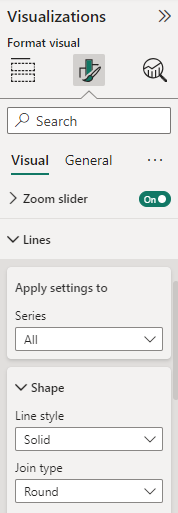 Visualizations
Format visual
Search
Visual General
Zoom slider On
Lines
Apply settings to
Series
All
Shape
Line style
Solid
Join type
Round